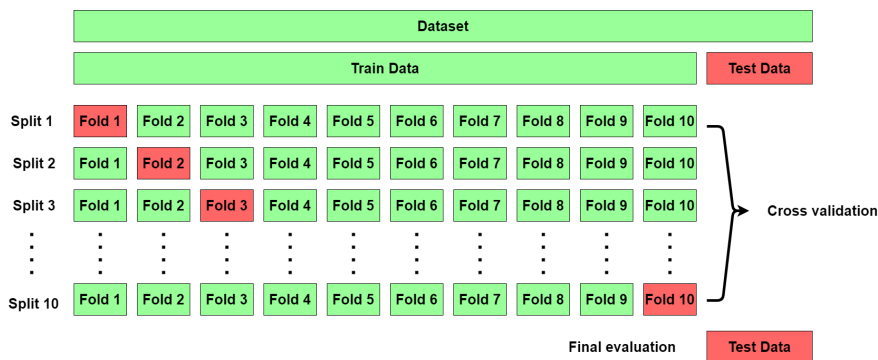 Dataset
Train Data Test Data
Split 1 Fold 1 Fold 2 Fold 3 Fold 4 Fold 5 Fold 6 Fold 7 Fold 8 Fold 9 Fold 10
Split 2 Fold 1 Fold 2 Fold 3 Fold 4 Fold 5 Fold 6 Fold 7 Fold 8 Fold 9 Fold 10
Split 3 Fold 1 Fold 2 Fold 3 Fold 4 Fold 5 Fold 6 Fold 7 Fold 8 Fold 9 Fold 10
Cross validation
Split 10 Fold 1 Fold 2 Fold 3 Fold 4 Fold 5 Fold 6 Fold 7 Fold 8 Fold 9 Fold 10
Final evaluation Test Data